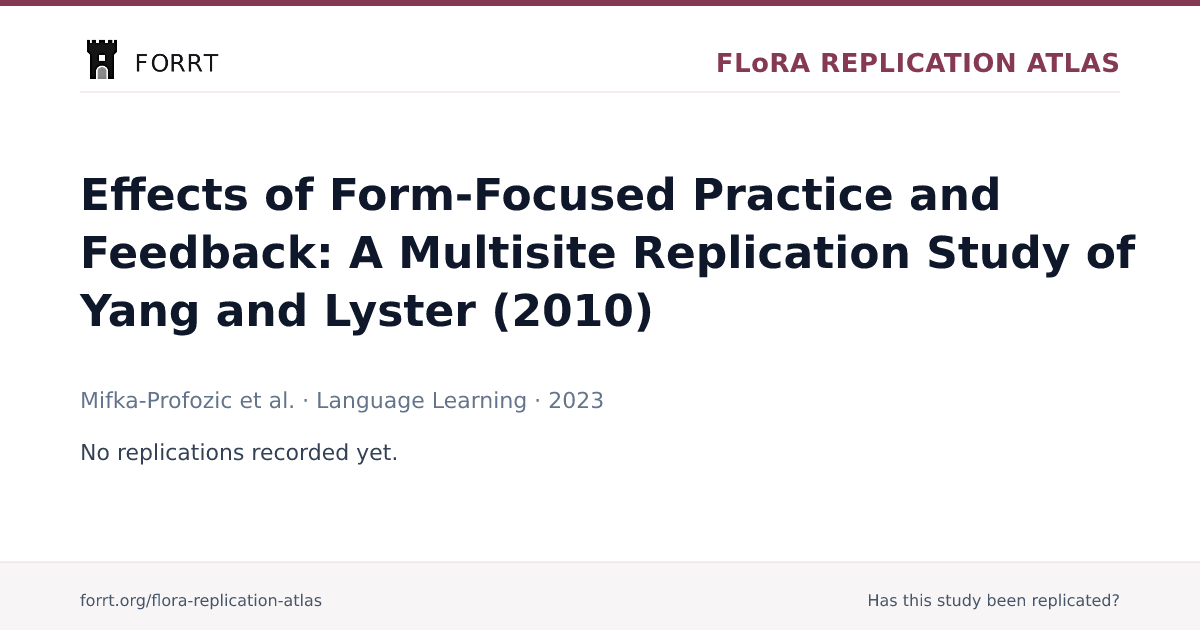 FORRT
FLoRA REPLICATION ATLAS
Effects of Form-Focused Practice and
Feedback: A Multisite Replication Study of
Yang and Lyster (2010)
Mifka-Profozic et al. · Language Learning · 2023
No replications recorded yet.
forrt.org/flora-replication-atlas
Has this study been replicated?